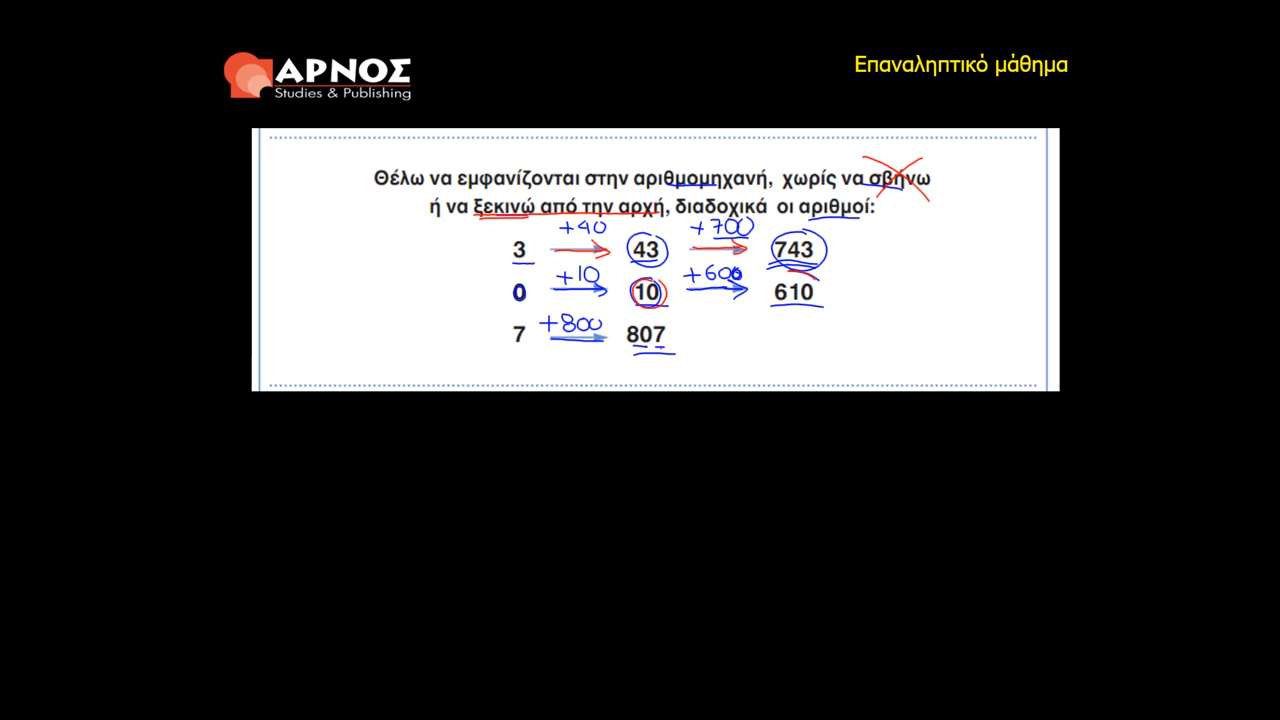 ΑΡΝΟΣ
Studies & Publishing
Επαναληπτικό μάθημα
Θέλω να εμφανίζονται στην αριθμομηχανή, χωρίς να σβήνω
ή να ξεκινώ από την αρχή, διαδοχικά οι αριθμοί:
+40 +700
3 43 743
+10 +600
0 10 610
+800
7 807